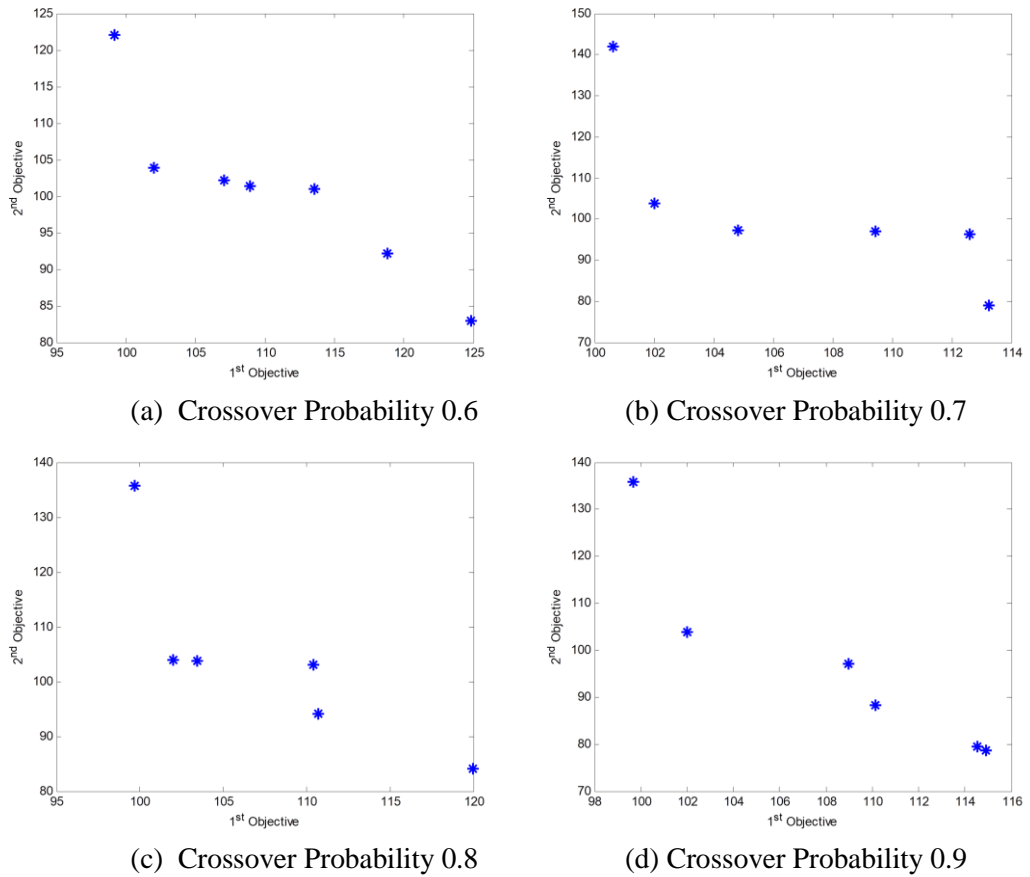 125
120
115
110
105
100
95
90
85
80
2nd Objective
95 100 105 110 115 120 125
1st Objective
(a) Crossover Probability 0.6
150
140
130
120
110
100
90
80
70
2nd Objective
100 102 104 106 108 110 112 114
1st Objective
(b) Crossover Probability 0.7
140
130
120
110
100
90
80
2nd Objective
95 100 105 110 115 120
1st Objective
(c) Crossover Probability 0.8
140
130
120
110
100
90
80
70
2nd Objective
98 100 102 104 106 108 110 112 114 116
1st Objective
(d) Crossover Probability 0.9